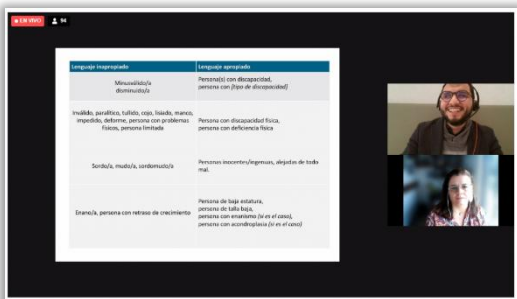 EN VIVO 94
Lenguaje inapropiado Lenguaje apropiado
Minusválido/a
disminuido/a
Persona(s) con discapacidad,
persona con [tipo de discapacidad]
Inválido, paralítico, tullido, cojo, lisiado, manco,
impedido, deforme, persona con problemas
físicos, persona limitada
Persona con discapacidad física,
persona con deficiencia física
Sordo/a, mudo/a, sordomudo/a
Personas inocentes/ingenuas, alejadas de todo
mal.
Enano/a, persona con retraso de crecimiento
Persona de baja estatura,
persona de talla baja,
persona con enanismo (si es el caso),
persona con acondroplasia (si es el caso)